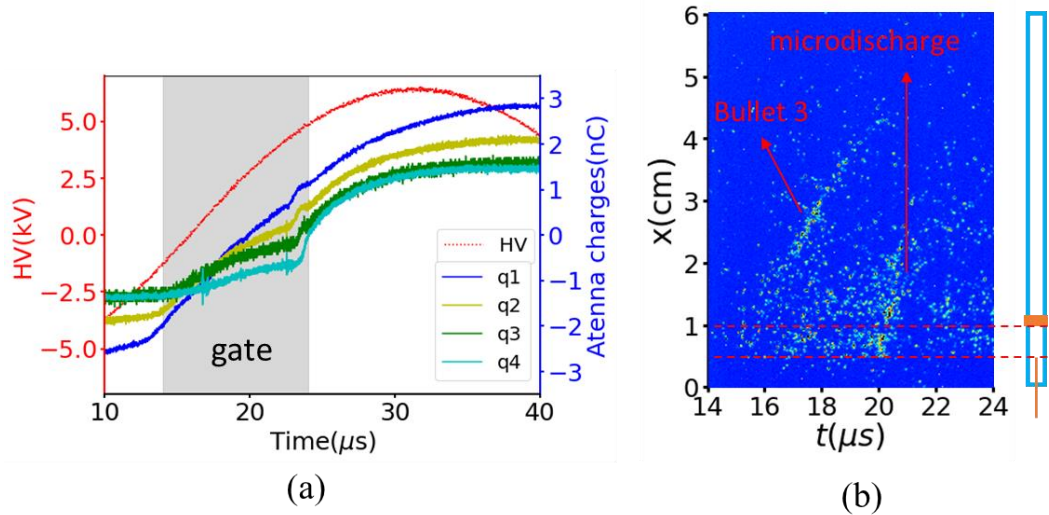 5.0
2.5
0.0
−2.5
−5.0
HV(kV)
3
2
1
0
−1
−2
−3
Atenna charges(nC)
HV
q1
q2
q3
q4
gate
10
20
30
40
Time(μs)
(a)
6
5
4
3
2
1
0
x(cm)
microdischarge
Bullet 3
14
16
18
20
22
24
t(μs)
(b)